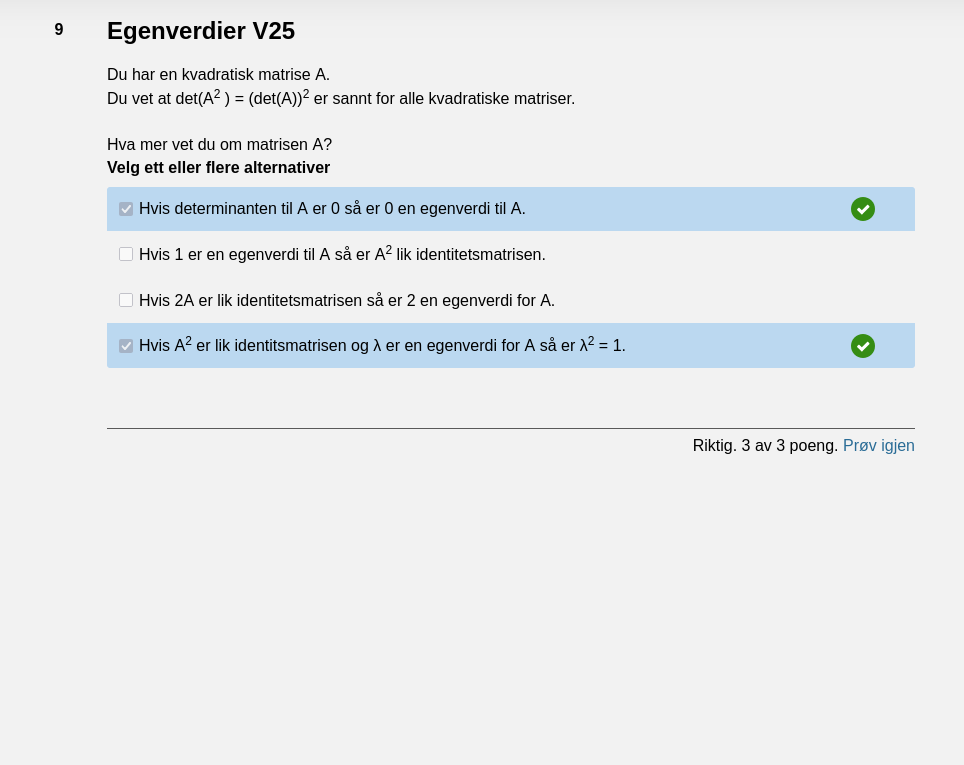 9 Egenverdier V25
Du har en kvadratisk matrise A.
Du vet at det(A² ) = (det(A))² er sannt for alle kvadratiske matriser.
Hva mer vet du om matrisen A?
Velg ett eller flere alternativer
Hvis determinanten til A er 0 så er 0 en egenverdi til A.
Hvis 1 er en egenverdi til A så er A² lik identitetsmatrisen.
Hvis 2A er lik identitetsmatrisen så er 2 en egenverdi for A.
Hvis A² er lik identitsmatrisen og λ er en egenverdi for A så er λ² = 1.
Riktig. 3 av 3 poeng. Prøv igjen